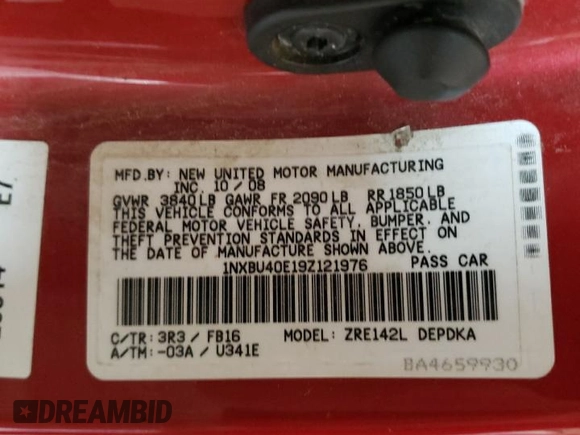 MFD.BY: NEW UNITED MOTOR MANUFACTURING
INC. 10 / 08
GVWR 3840LB GAWR FR 2090LB RR1850LB
THIS VEHICLE CONFORMS TO ALL APPLICABLE
FEDERAL MOTOR VEHICLE SAFETY, BUMPER, AND
THEFT PREVENTION STANDARDS IN EFFECT ON
THE DATE OF MANUFACTURE SHOWN ABOVE.
1NXBU40E19Z121976 PASS CAR
C/TR: 3R3 / FB16 MODEL: ZRE142L DEPDKA
A/TM: -03A / U341E
BA4659930
DREAMBID